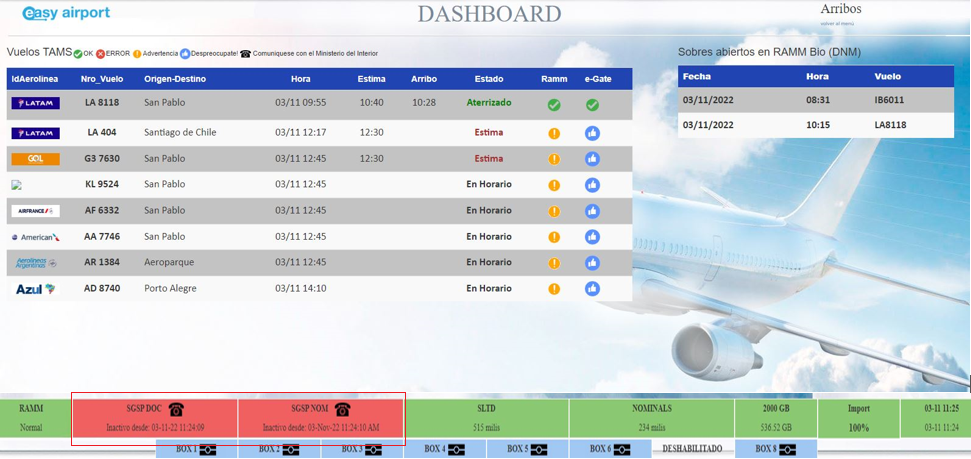 easy airport
DASHBOARD
Arribos
volver al menú
Vuelos TAMS OK ERROR Advertencia Despreocupate! Comuniquese con el Ministerio del Interior
Sobres abiertos en RAMM Bio (DNM)
IdAerolinea Nro_Vuelo Origen-Destino Hora Estima Arribo Estado Ramm e-Gate
LATAM LA 8118 San Pablo 03/11 09:55 10:40 10:28 Aterrizado
LATAM LA 404 Santiago de Chile 03/11 12:17 12:30 Estima
GOL G3 7630 San Pablo 03/11 12:45 12:30 Estima
KL 9524 San Pablo 03/11 12:45 En Horario
AIRFRANCE AF 6332 San Pablo 03/11 12:45 En Horario
American AA 7746 San Pablo 03/11 12:45 En Horario
Aerolíneas Argentinas AR 1384 Aeroparque 03/11 12:45 En Horario
Azul AD 8740 Porto Alegre 03/11 14:10 En Horario
Fecha Hora Vuelo
03/11/2022 08:31 IB6011
03/11/2022 10:15 LA8118
RAMM SGSP DOC SGSP NOM SLTD NOMINALS 2000 GB Import 03-11 11:25
Normal Inactivo desde: 03-11-22 11:24:09 Inactivo desde: 03-Nov-22 11:24:10 AM 515 milis 234 milis 536.52 GB 100% 03-11 11:24
BOX 1 BOX 2 BOX 3 BOX 4 BOX 5 BOX 6 DESHABILITADO BOX 8